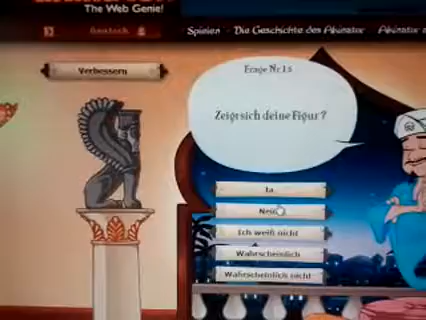 The Web Genie!
Deutsch
Spielen - Die Geschichte des Akinator
Akinator
Verbessern
Frage Nr 13
Zeigt sich deine Figur ?
Ja
Nein
Ich weiß nicht
Wahrscheinlich
Wahrscheinlich nicht